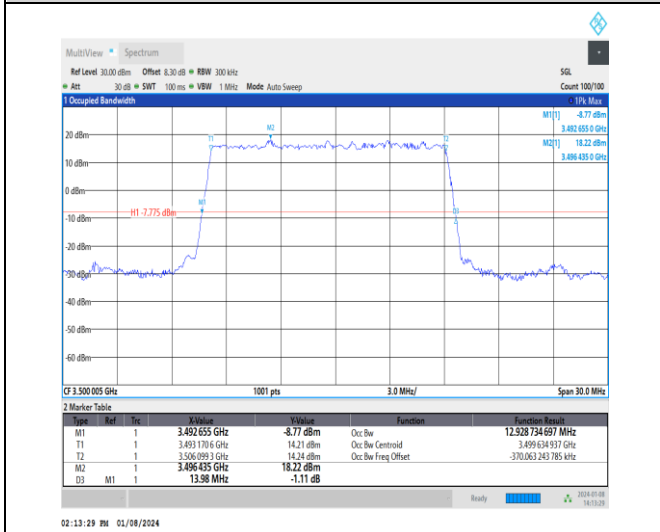 MultiView Spectrum
Ref Level 30.00 dBm Offset 8.30 dB RBW 300 kHz SGL
Att 30 dB SWT 100 ms VBW 1 MHz Mode Auto Sweep Count 100/100
1 Occupied Bandwidth 1Pk Max
M1[1] -8.77 dBm
3.492 655 0 GHz
M2[1] 18.22 dBm
3.496 435 0 GHz
M2
20 dBm
T1 T2
10 dBm
0 dBm
M1
H1 -7.775 dBm
D3
-10 dBm
-20 dBm
-30 dBm
-40 dBm
-50 dBm
-60 dBm
CF 3.500 005 GHz 1001 pts 3.0 MHz/ Span 30.0 MHz
2 Marker Table
Type Ref Trc X-Value Y-Value Function Function Result
M1 1 3.492 655 GHz -8.77 dBm Occ Bw 12.928 734 697 MHz
T1 1 3.493 170 6 GHz 14.21 dBm Occ Bw Centroid 3.499 634 937 GHz
T2 1 3.506 099 3 GHz 14.24 dBm Occ Bw Freq Offset -370.063 243 785 kHz
M2 1 3.496 435 GHz 18.22 dBm
D3 M1 1 13.98 MHz -1.11 dB
Ready 2024-01-08
14:13:29
02:13:29 PM 01/08/2024